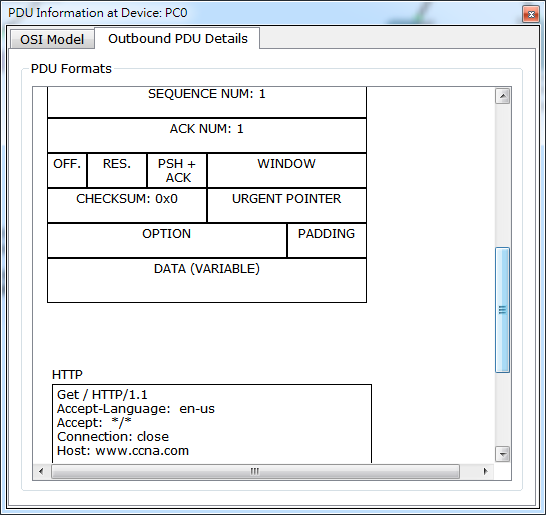 PDU Information at Device: PC0
OSI Model
Outbound PDU Details
PDU Formats
SEQUENCE NUM: 1
ACK NUM: 1
OFF.
RES.
PSH +
ACK
WINDOW
CHECKSUM: 0x0
URGENT POINTER
OPTION
PADDING
DATA (VARIABLE)
HTTP
Get / HTTP/1.1
Accept-Language: en-us
Accept: */*
Connection: close
Host: www.ccna.com